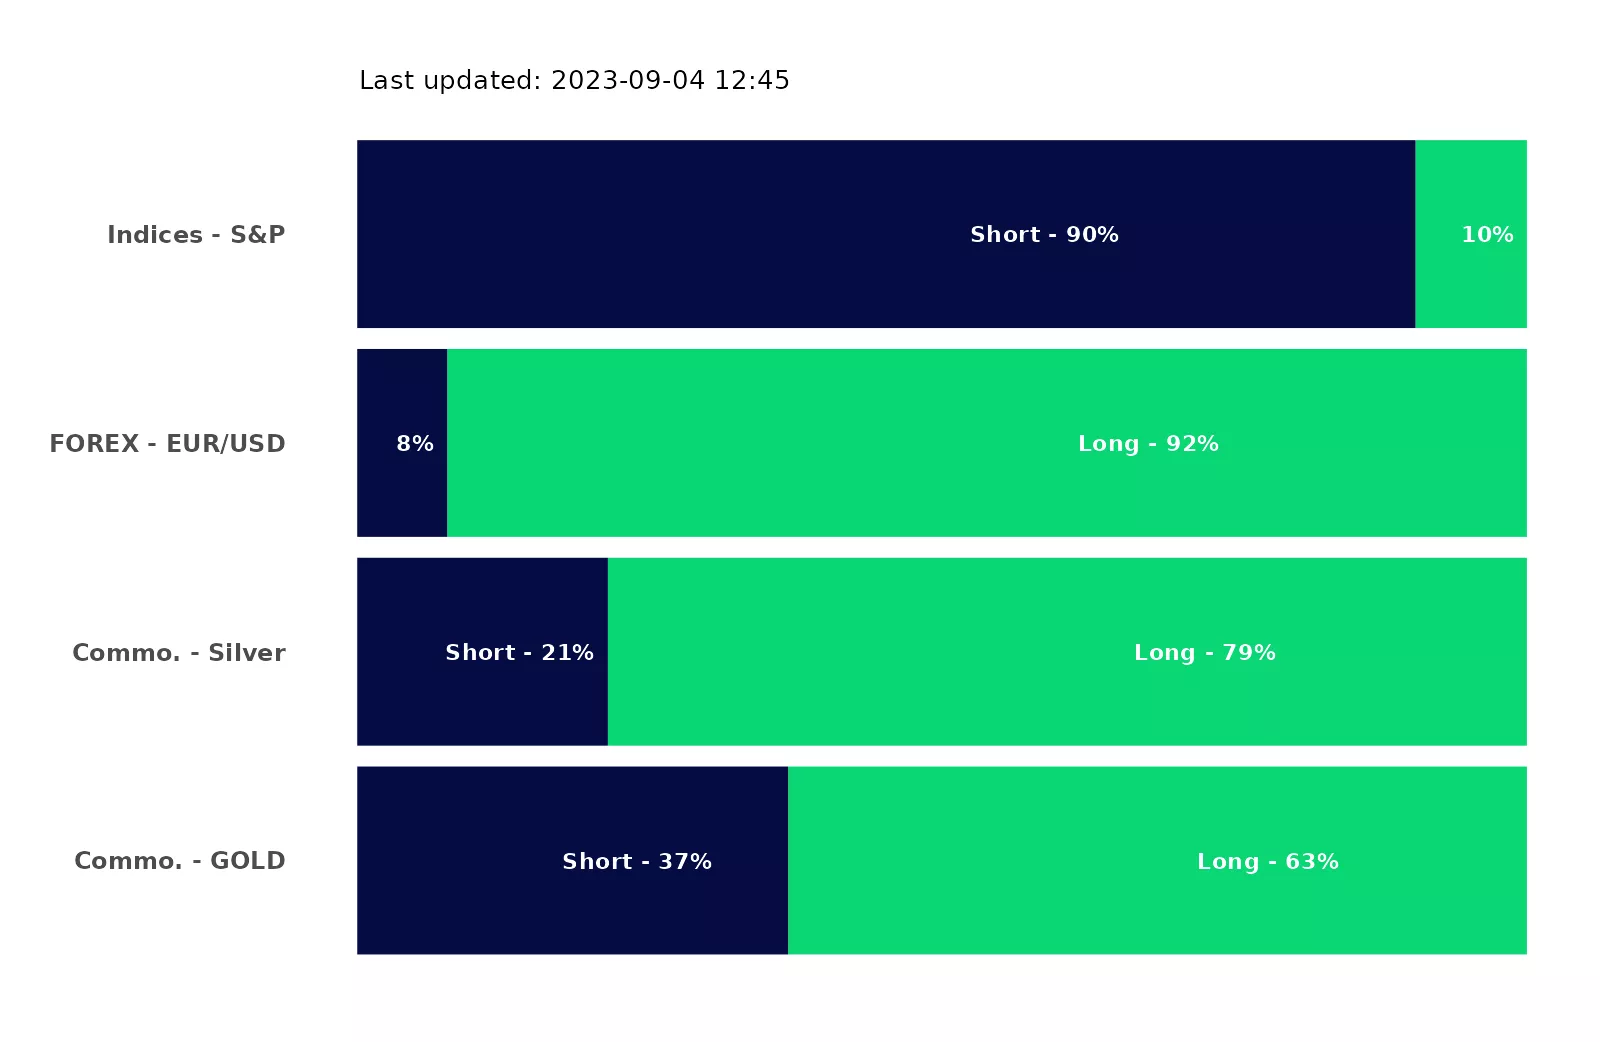 Last updated: 2023-09-04 12:45
Indices - S&P
Short - 90%
10%
FOREX - EUR/USD
8%
Long - 92%
Commo. - Silver
Short - 21%
Long - 79%
Commo. - GOLD
Short - 37%
Long - 63%